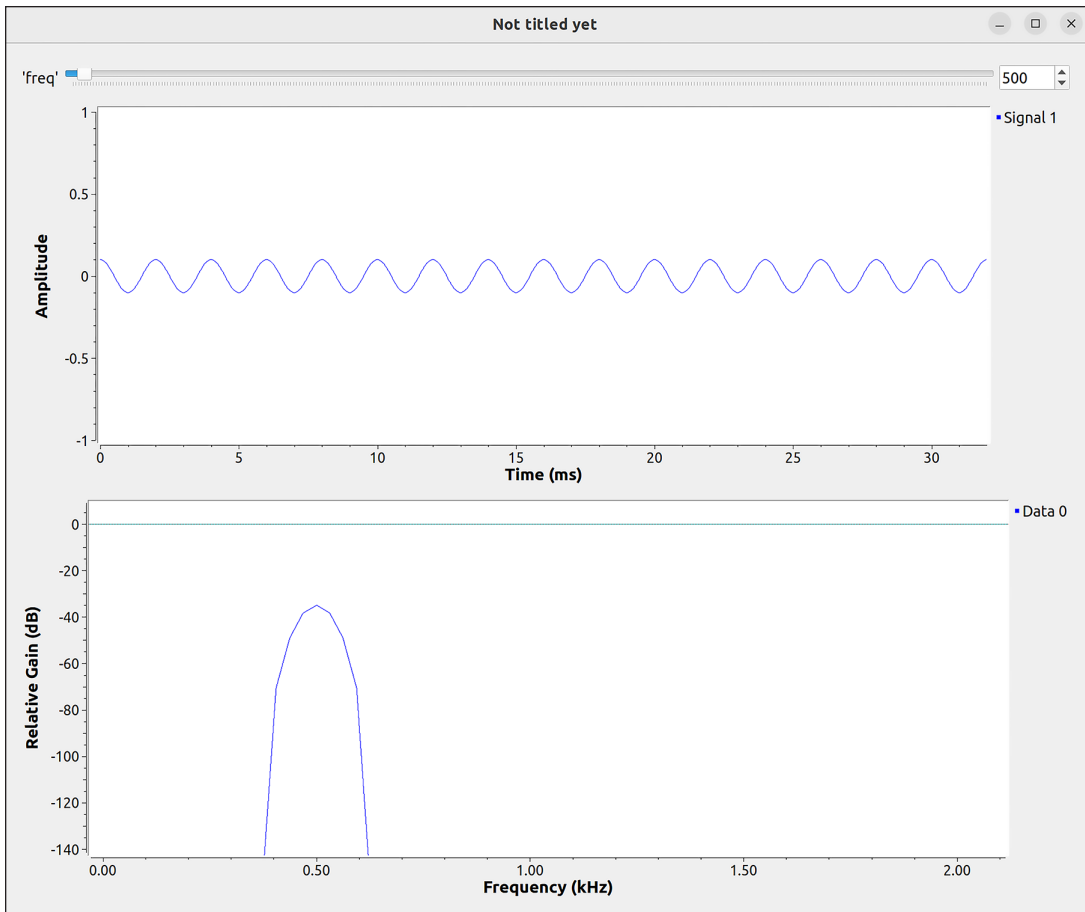 Not titled yet
'freq' 500
Signal 1
1
0.5
0
-0.5
-1
Amplitude
0 5 10 15 20 25 30
Time (ms)
Data 0
0
-20
-40
-60
-80
-100
-120
-140
Relative Gain (dB)
0.00 0.50 1.00 1.50 2.00
Frequency (kHz)